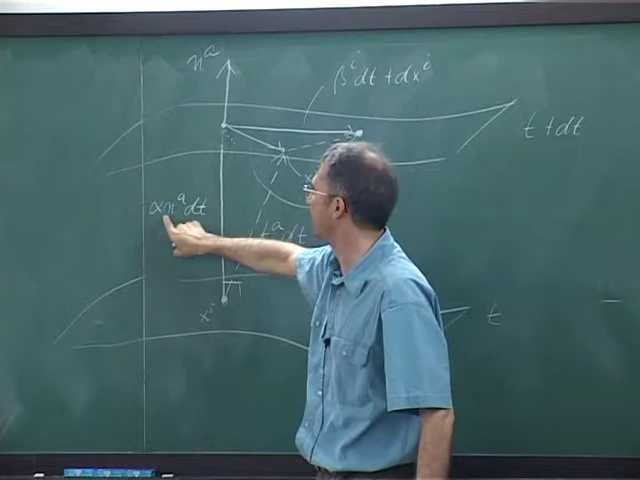 n^a
β^i dt + dx^i
t + dt
αn^a dt
t^a dt
x^i
t